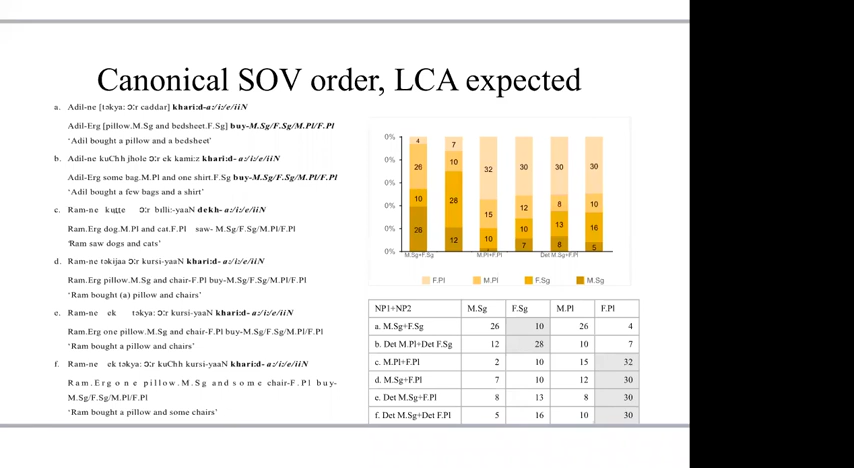 Canonical SOV order, LCA expected
a. Adil-ne [təkya: ɔ:r caddar] khari:d-a:/i:/e/iiN
Adil-Erg [pillow.M.Sg and bedsheet.F.Sg] buy-M.Sg/F.Sg/M.Pl/F.Pl
'Adil bought a pillow and a bedsheet'
b. Adil-ne kuChh jhole ɔ:r ek kami:z khari:d- a:/i:/e/iiN
Adil-Erg some bag.M.Pl and one shirt.F.Sg buy-M.Sg/F.Sg/M.Pl/F.Pl
'Adil bought a few bags and a shirt'
c. Ram-ne kutte ɔ:r bılli:-yaaN dekh- a:/i:/e/iiN
Ram.Erg dog.M.Pl and cat.F.Pl saw- M.Sg/F.Sg/M.Pl/F.Pl
'Ram saw dogs and cats'
d. Ram-ne təkijaa ɔ:r kursi-yaaN khari:d- a:/i:/e/iiN
Ram.Erg pillow.M.Sg and chair-F.Pl buy-M.Sg/F.Sg/M.Pl/F.Pl
'Ram bought (a) pillow and chairs'
e. Ram-ne ek təkya: ɔ:r kursi-yaaN khari:d- a:/i:/e/iiN
Ram.Erg one pillow.M.Sg and chair-F.Pl buy-M.Sg/F.Sg/M.Pl/F.Pl
'Ram bought a pillow and chairs'
f. Ram-ne ek təkya: ɔ:r kuChh kursi-yaaN khari:d- a:/i:/e/iiN
Ram.Erg one pillow.M.Sg and some chair-F.Pl buy-
M.Sg/F.Sg/M.Pl/F.Pl
'Ram bought a pillow and some chairs'
0%
0%
0%
0%
0%
0%
4 26 10 26
7 10 28 12
32 15 10
30 12 10 7
30 8 13 8
30 10 16 5
M.Sg+F.Sg M.Pl+F.Pl Det M.Sg+F.Pl
F.Pl M.Pl F.Sg M.Sg
NP1+NP2 M.Sg F.Sg M.Pl F.Pl
a. M.Sg+F.Sg 26 10 26 4
b. Det M.Pl+Det F.Sg 12 28 10 7
c. M.Pl+F.Pl 2 10 15 32
d. M.Sg+F.Pl 7 10 12 30
e. Det M.Sg+F.Pl 8 13 8 30
f. Det M.Sg+Det F.Pl 5 16 10 30